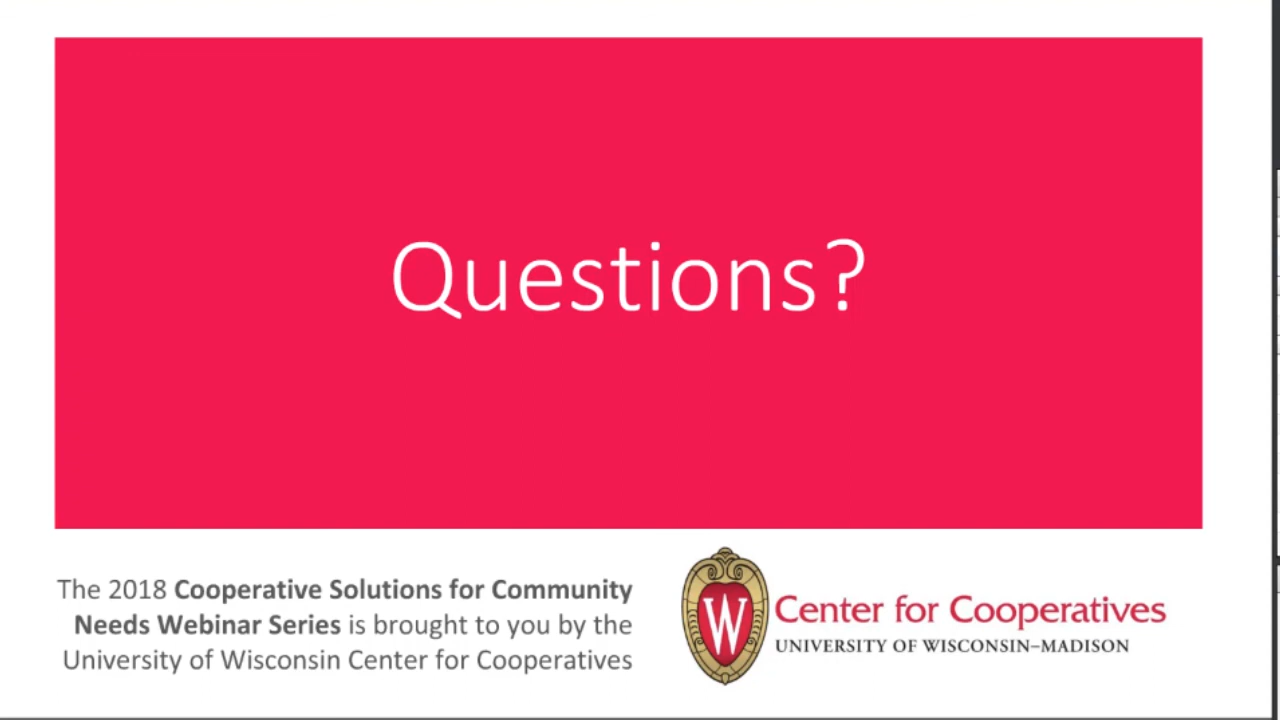 Questions?
The 2018 Cooperative Solutions for Community
Needs Webinar Series is brought to you by the
University of Wisconsin Center for Cooperatives
W
Center for Cooperatives
UNIVERSITY OF WISCONSIN–MADISON